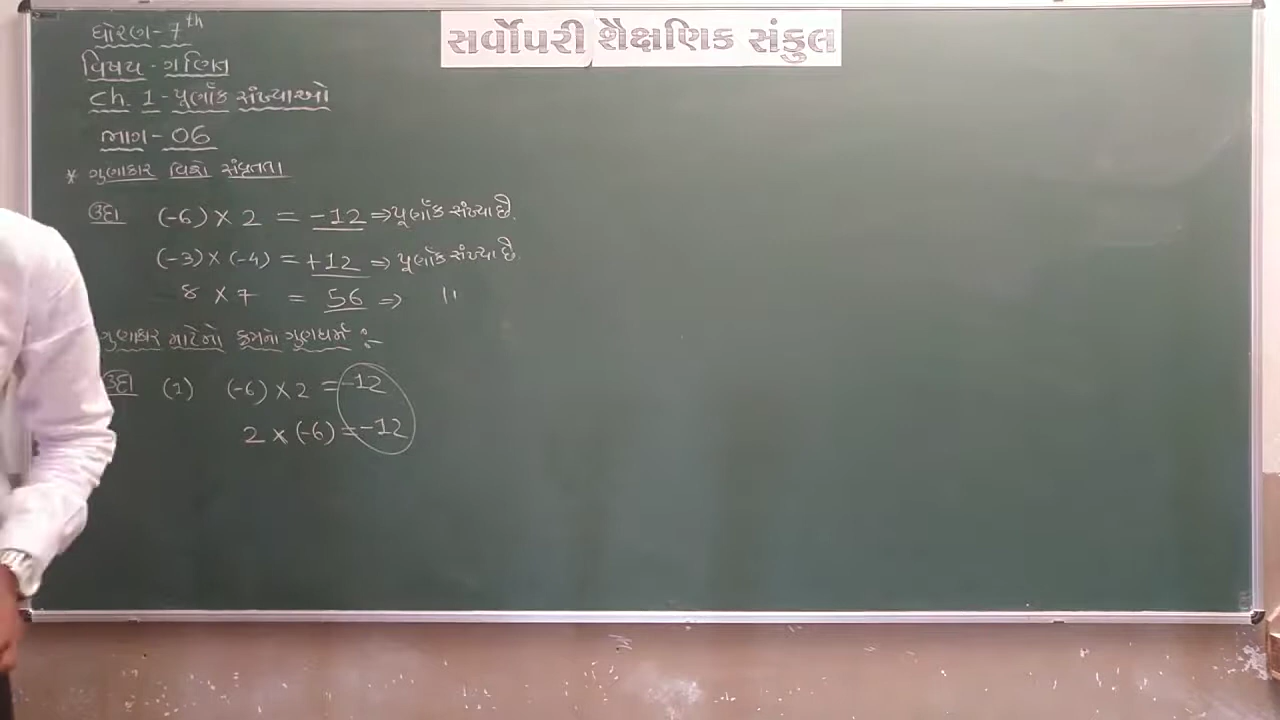 સર્વોપરી શૈક્ષણિક સંકુલ
ધોરણ - 7th
વિષય - ગણિત
Ch. 1 - પૂર્ણાંક સંખ્યાઓ
ભાગ - 06
* ગુણાકાર વિશે સંવૃતતા
ઉદા (-6) × 2 = -12 ⇒ પૂર્ણાંક સંખ્યા છે.
(-3) × (-4) = +12 ⇒ પૂર્ણાંક સંખ્યા છે.
8 × 7 = 56 ⇒ "
ગુણાકાર માટેનો ક્રમનો ગુણધર્મ :-
ઉદા (1) (-6) × 2 = -12
2 × (-6) = -12